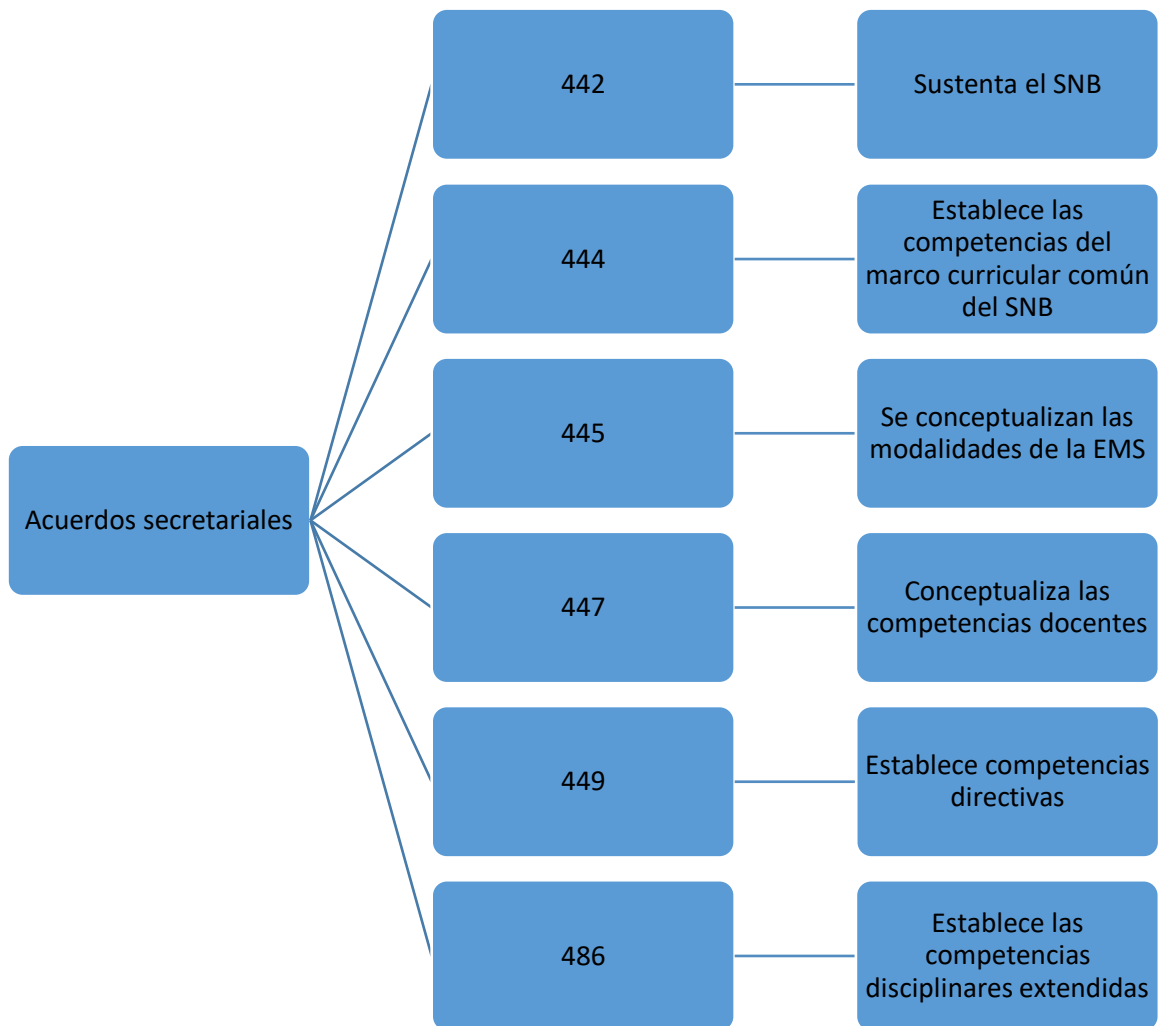 442
Sustenta el SNB
444
Establece las
competencias del
marco curricular común
del SNB
445
Se conceptualizan las
modalidades de la EMS
Acuerdos secretariales
447
Conceptualiza las
competencias docentes
449
Establece competencias
directivas
486
Establece las
competencias
disciplinares extendidas